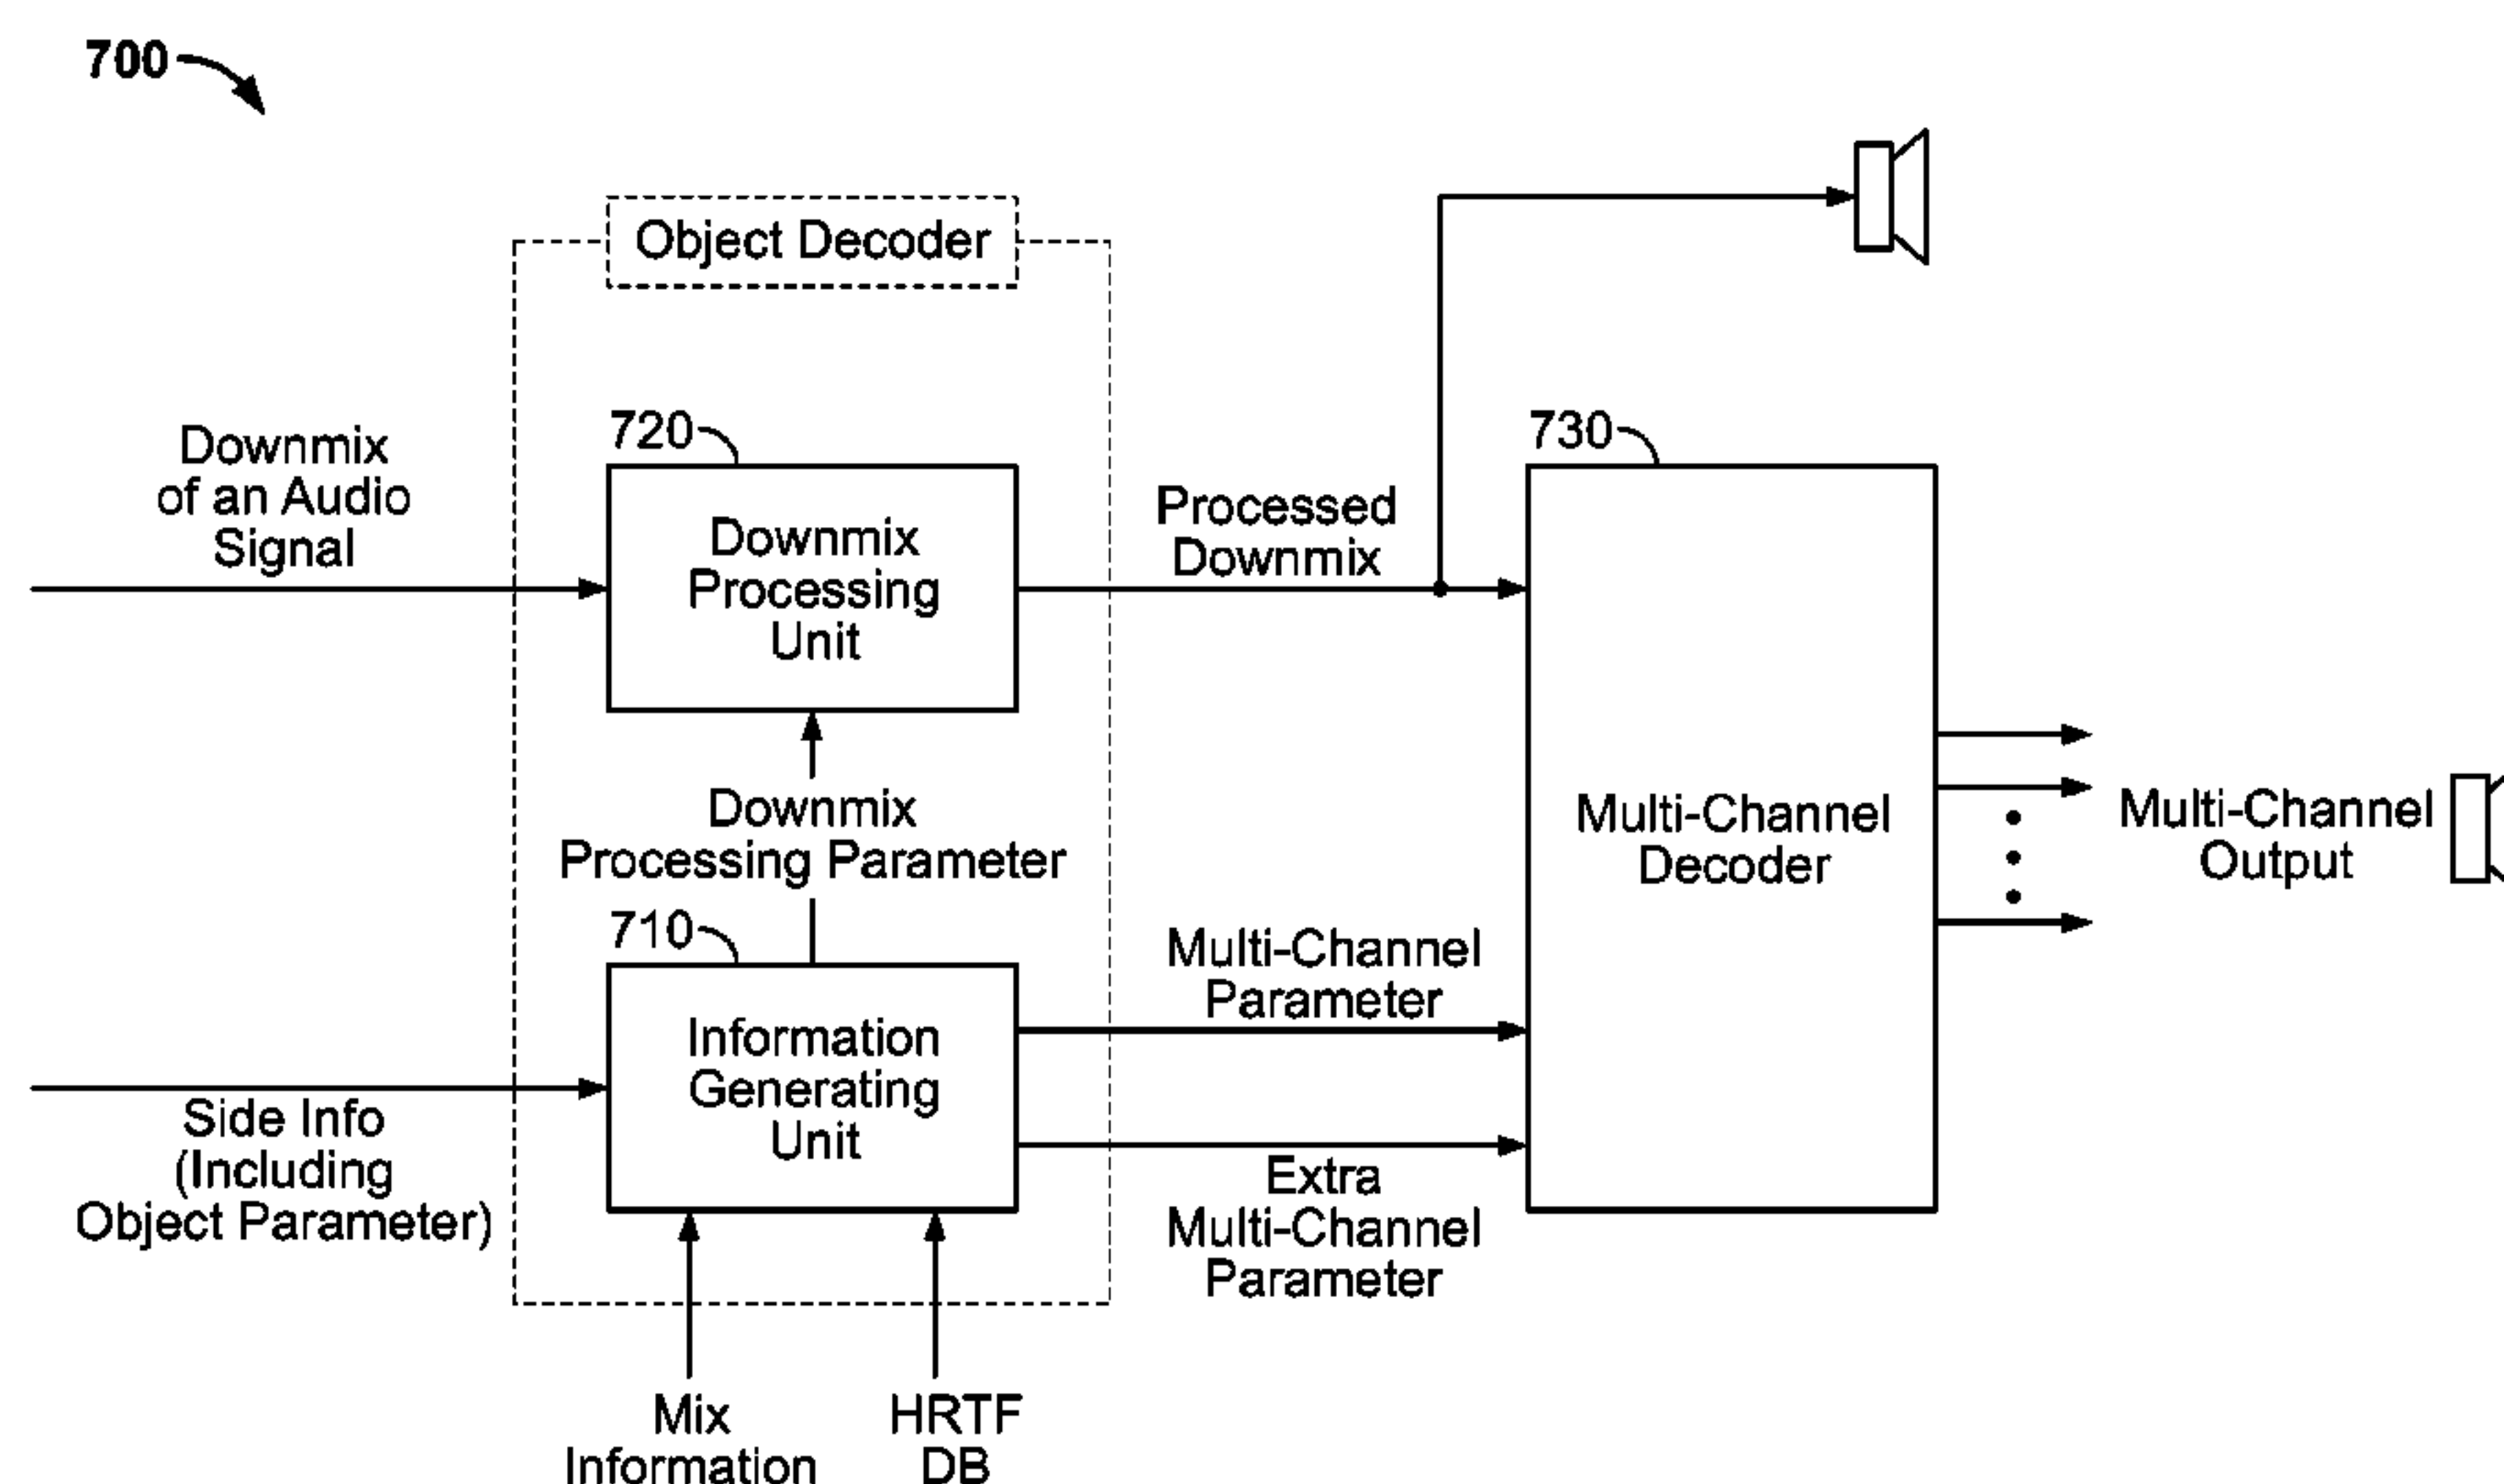 700
Object Decoder
Downmix
of an Audio
Signal
720
Downmix
Processing
Unit
Processed
Downmix
730
Multi-Channel
Decoder
Multi-Channel
Output
Downmix
Processing Parameter
710
Information
Generating
Unit
Multi-Channel
Parameter
Extra
Multi-Channel
Parameter
Side Info
(Including
Object Parameter)
Mix
Information
HRTF
DB